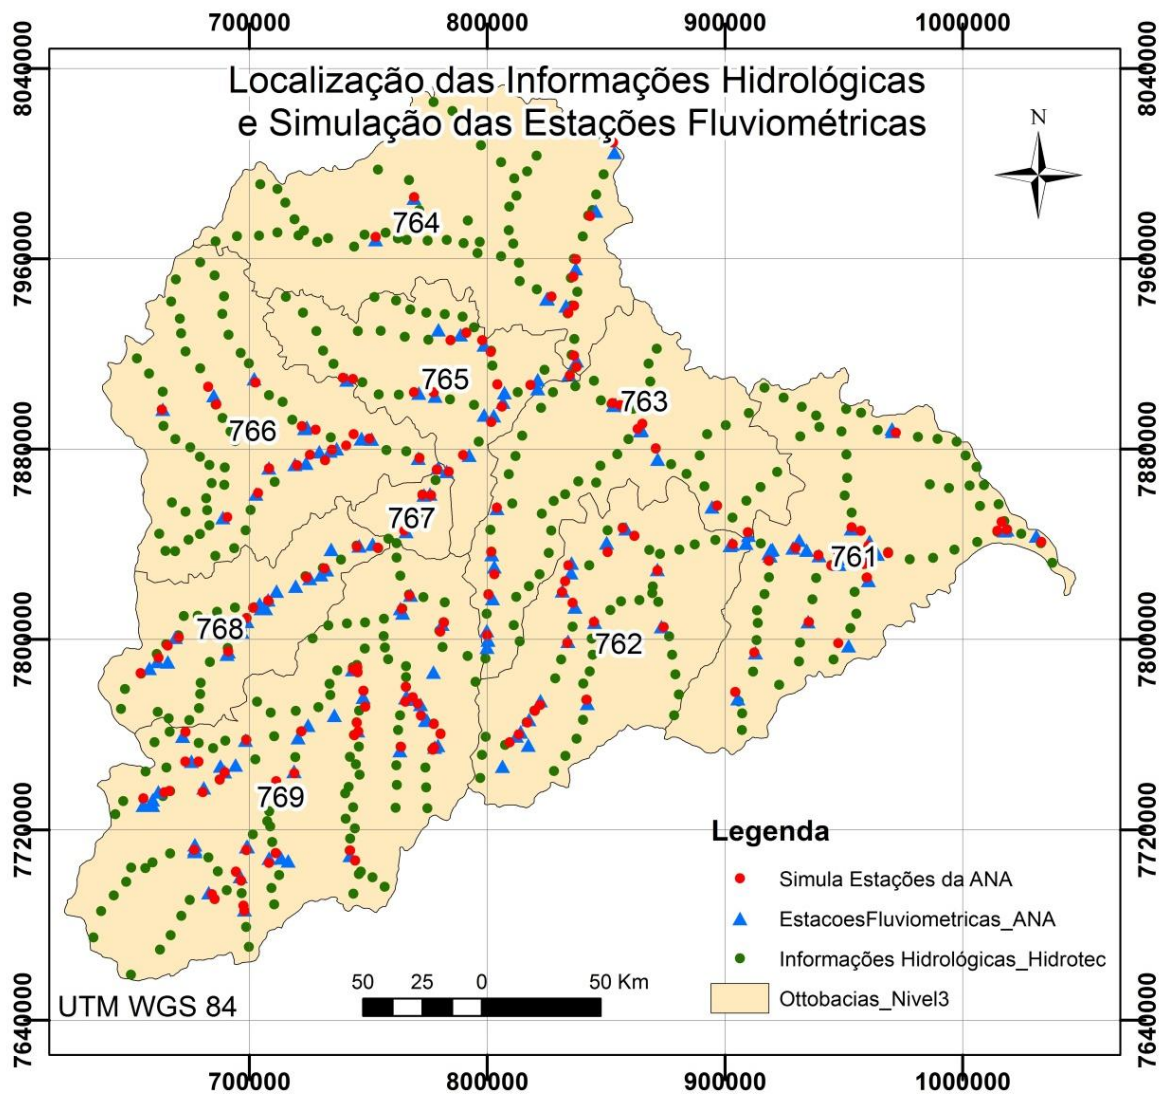 700000 800000 900000 1000000
8040000 8040000
Localização das Informações Hidrológicas
e Simulação das Estações Fluviométricas
N
764
7960000 7960000
765
763
766
7880000 7880000
767
761
768
762
7800000 7800000
769
7720000 7720000
Legenda
Simula Estações da ANA
EstacoesFluviometricas_ANA
Informações Hidrológicas_Hidrotec
Ottobacias_Nivel3
50 25 0 50 Km
UTM WGS 84
7640000 7640000
700000 800000 900000 1000000